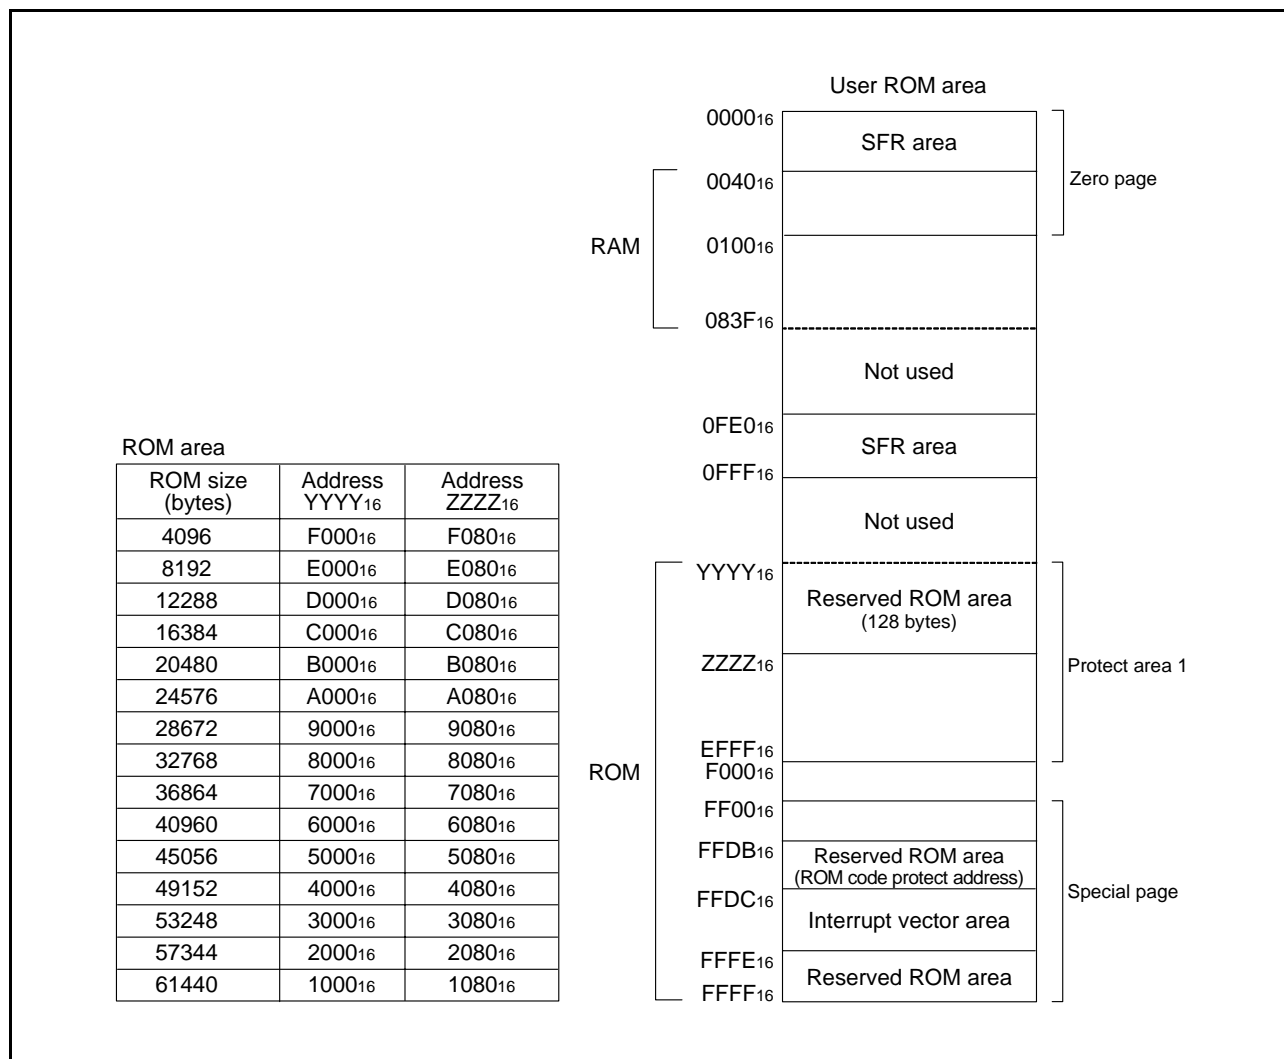 User ROM area
0000₁₆
SFR area
0040₁₆
Zero page
RAM
0100₁₆
083F₁₆
Not used
0FE0₁₆
SFR area
0FFF₁₆
Not used
YYYY₁₆
Reserved ROM area
(128 bytes)
ZZZZ₁₆
Protect area 1
EFFF₁₆
ROM
F000₁₆
FF00₁₆
FFDB₁₆
Reserved ROM area
(ROM code protect address)
Special page
FFDC₁₆
Interrupt vector area
FFFE₁₆
Reserved ROM area
FFFF₁₆
ROM area
ROM size (bytes) Address YYYY₁₆ Address ZZZZ₁₆
4096 F000₁₆ F080₁₆
8192 E000₁₆ E080₁₆
12288 D000₁₆ D080₁₆
16384 C000₁₆ C080₁₆
20480 B000₁₆ B080₁₆
24576 A000₁₆ A080₁₆
28672 9000₁₆ 9080₁₆
32768 8000₁₆ 8080₁₆
36864 7000₁₆ 7080₁₆
40960 6000₁₆ 6080₁₆
45056 5000₁₆ 5080₁₆
49152 4000₁₆ 4080₁₆
53248 3000₁₆ 3080₁₆
57344 2000₁₆ 2080₁₆
61440 1000₁₆ 1080₁₆